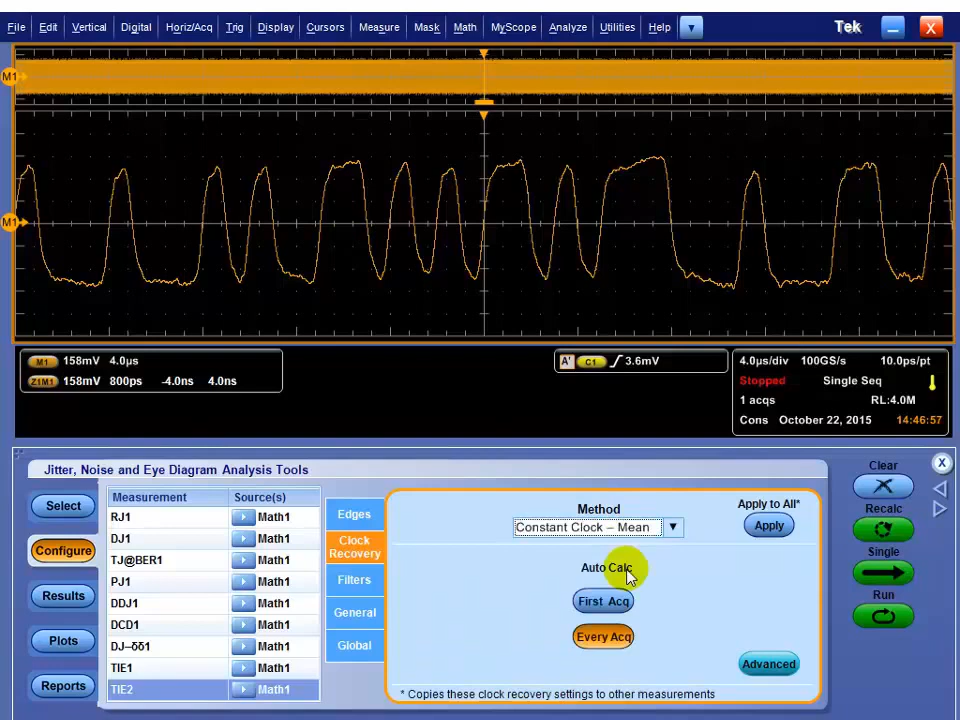 File Edit Vertical Digital Horiz/Acq Trig Display Cursors Measure Mask Math MyScope Analyze Utilities Help Tek X
M1
M1
M1 158mV 4.0µs
Z1M1 158mV 800ps -4.0ns 4.0ns
A' C1 3.6mV
4.0µs/div 100GS/s 10.0ps/pt
Stopped Single Seq
1 acqs RL:4.0M
Cons October 22, 2015 14:46:57
Jitter, Noise and Eye Diagram Analysis Tools
X
Select
Configure
Results
Plots
Reports
Measurement Source(s)
RJ1 Math1
DJ1 Math1
TJ@BER1 Math1
PJ1 Math1
DDJ1 Math1
DCD1 Math1
DJ–δδ1 Math1
TIE1 Math1
TIE2 Math1
Edges
Clock
Recovery
Filters
General
Global
Method
Constant Clock – Mean
Apply to All*
Apply
Auto Calc
First Acq
Every Acq
Advanced
* Copies these clock recovery settings to other measurements
Clear
Recalc
Single
Run